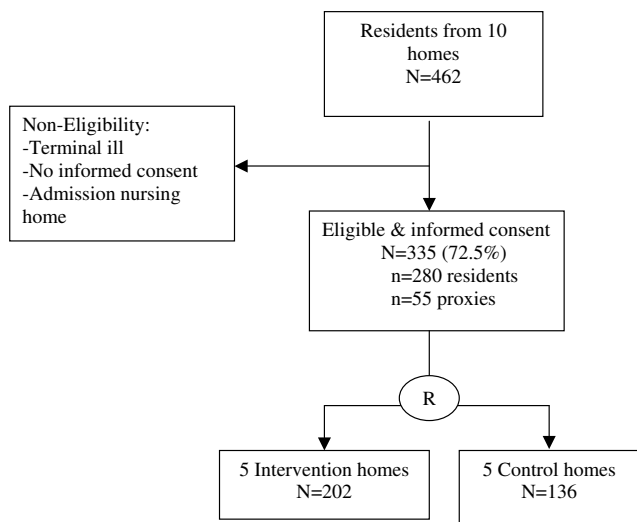 Residents from 10
homes
N=462
Non-Eligibility:
-Terminal ill
-No informed consent
-Admission nursing
home
Eligible & informed consent
N=335 (72.5%)
n=280 residents
n=55 proxies
R
5 Intervention homes
N=202
5 Control homes
N=136